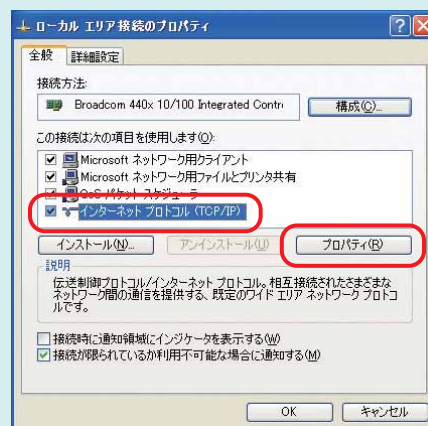 ローカル エリア接続のプロパティ
全般 詳細設定
接続方法:
Broadcom 440x 10/100 Integrated Contr
構成(C)...
この接続は次の項目を使用します(O):
Microsoft ネットワーク用クライアント
Microsoft ネットワーク用ファイルとプリンタ共有
QoS パケット スケジューラ
インターネット プロトコル (TCP/IP)
インストール(N)... アンインストール(U) プロパティ(R)
説明
伝送制御プロトコル/インターネット プロトコル。相互接続されたさまざまな
ネットワーク間の通信を提供する、既定のワイド エリア ネットワーク プロトコ
ルです。
接続時に通知領域にインジケータを表示する(W)
接続が限られているか利用不可能な場合に通知する(M)
OK キャンセル